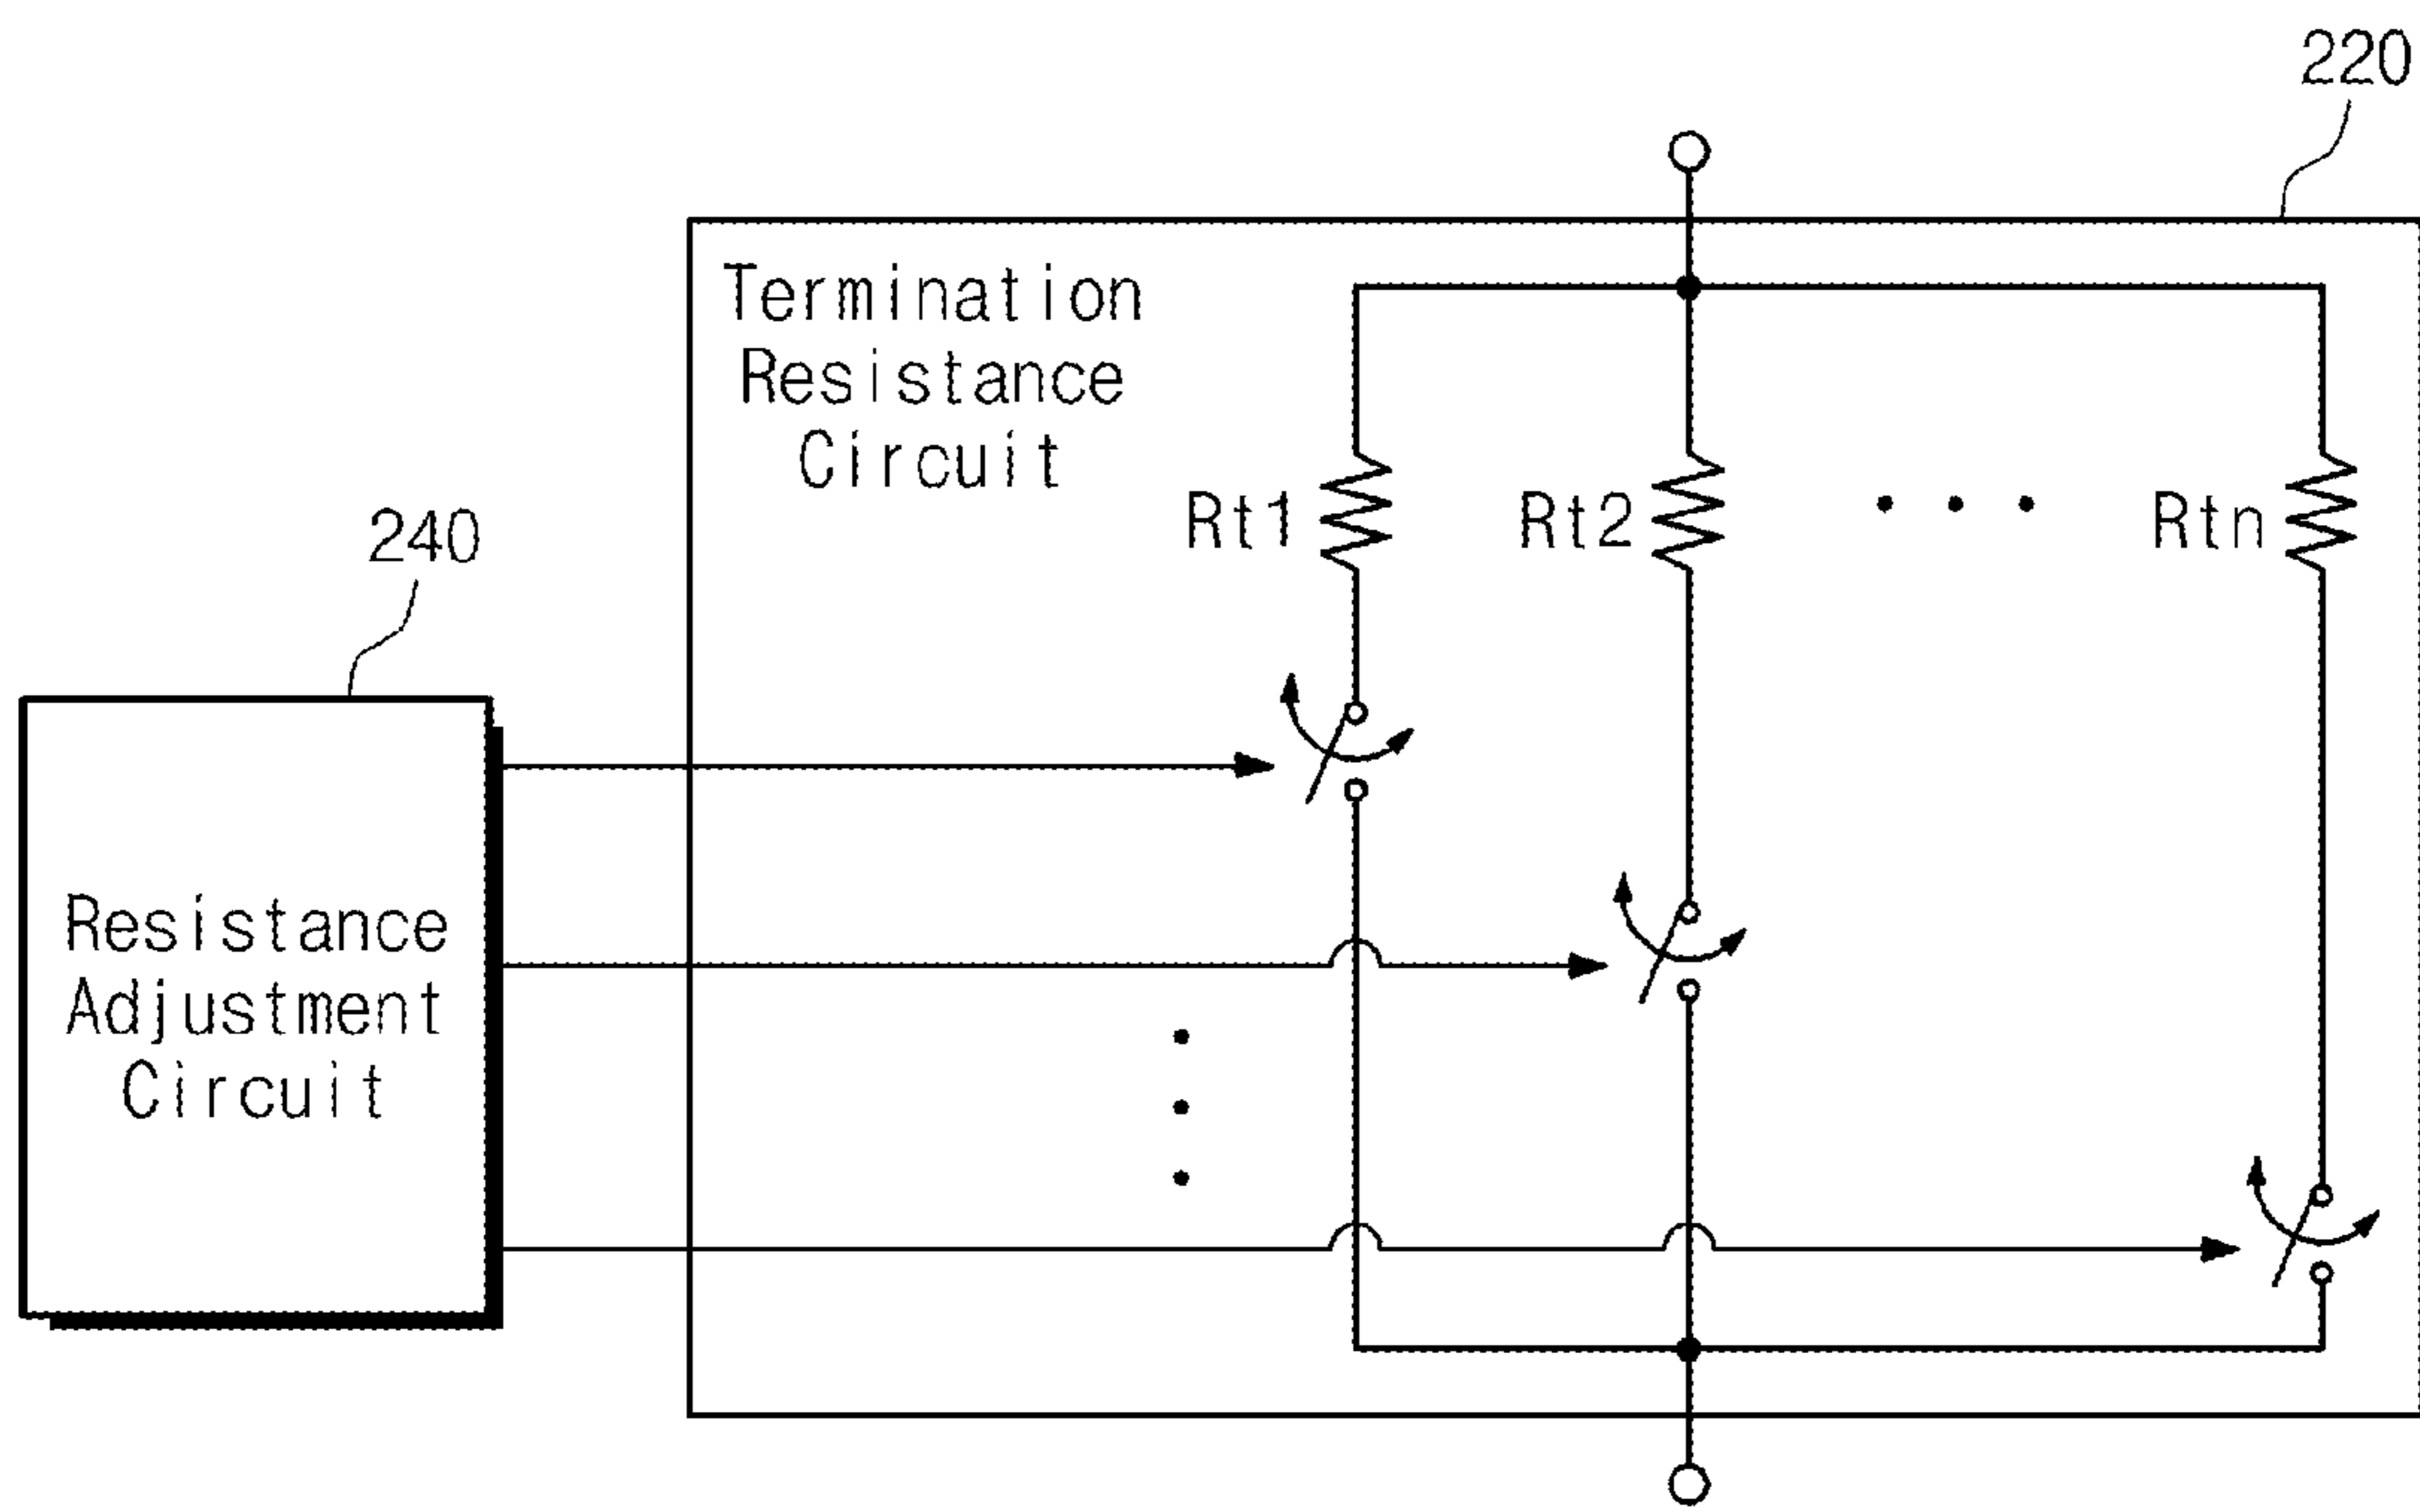 220
Termination
Resistance
Circuit
Rt1
Rt2
Rtn
240
Resistance
Adjustment
Circuit